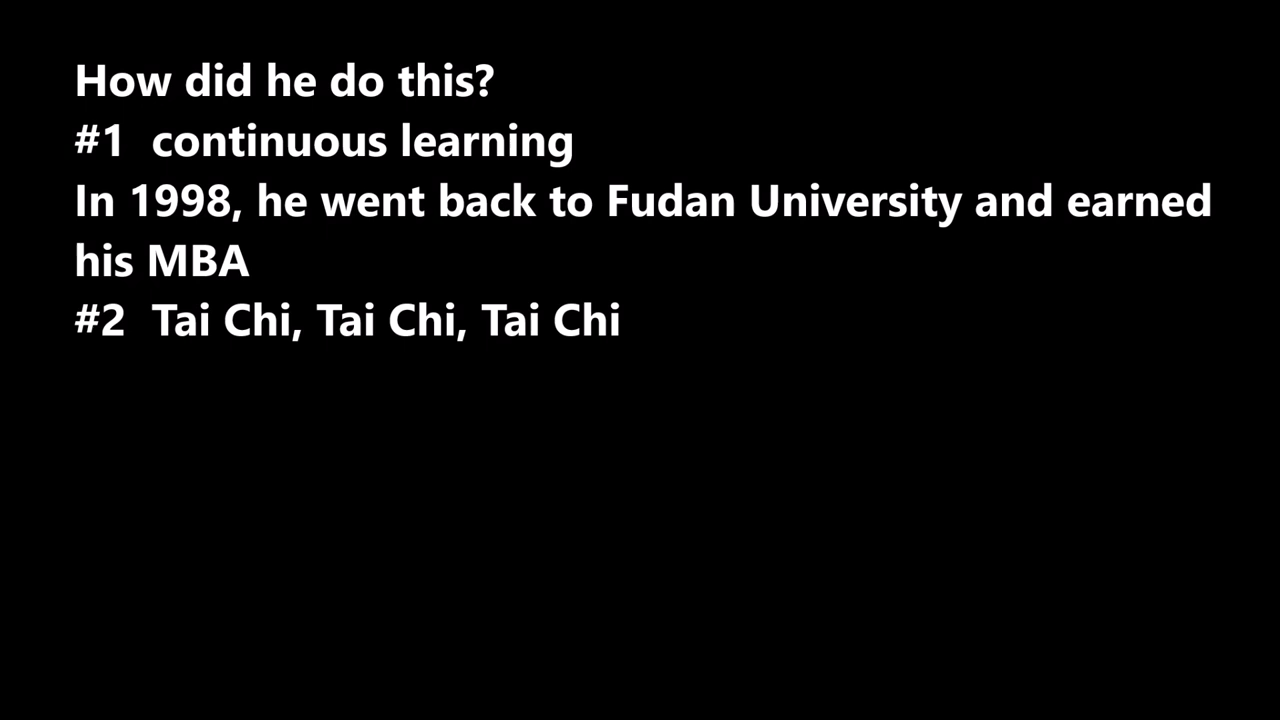 How did he do this?
#1  continuous learning
In 1998, he went back to Fudan University and earned
his MBA
#2  Tai Chi, Tai Chi, Tai Chi